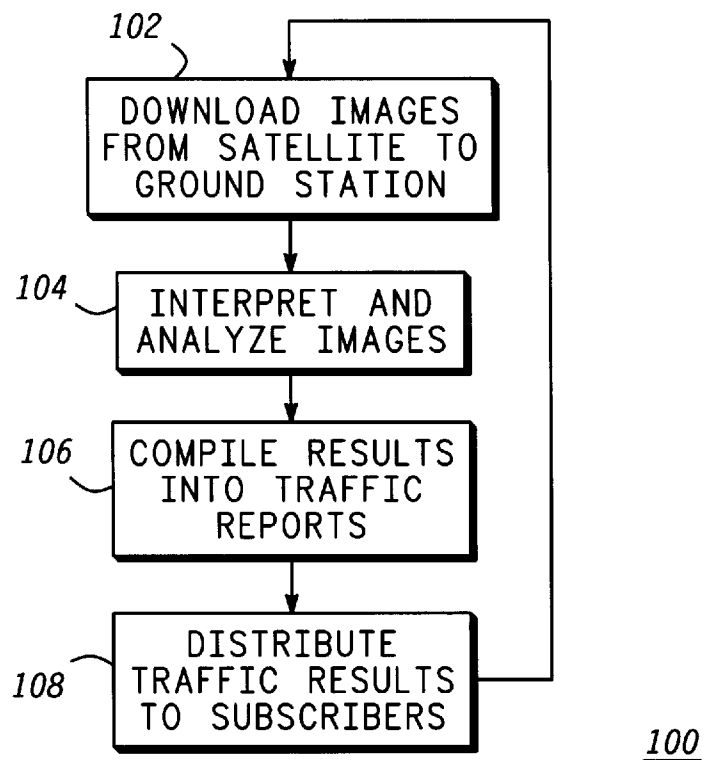 102
DOWNLOAD IMAGES
FROM SATELLITE TO
GROUND STATION
104
INTERPRET AND
ANALYZE IMAGES
106
COMPILE RESULTS
INTO TRAFFIC
REPORTS
108
DISTRIBUTE
TRAFFIC RESULTS
TO SUBSCRIBERS
100